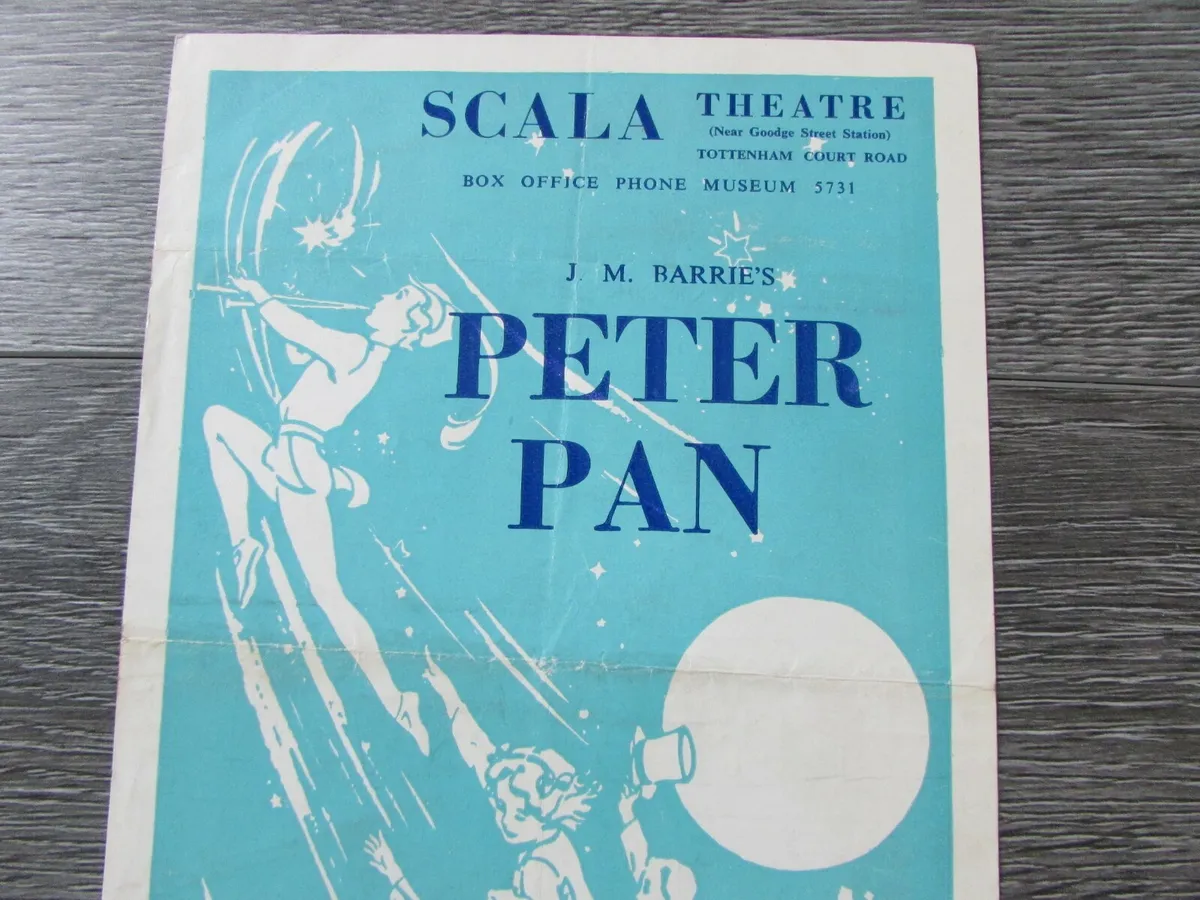 SCALA THEATRE
(Near Goodge Street Station)
TOTTENHAM COURT ROAD
BOX OFFICE PHONE MUSEUM 5731
J. M. BARRIE'S
PETER
PAN